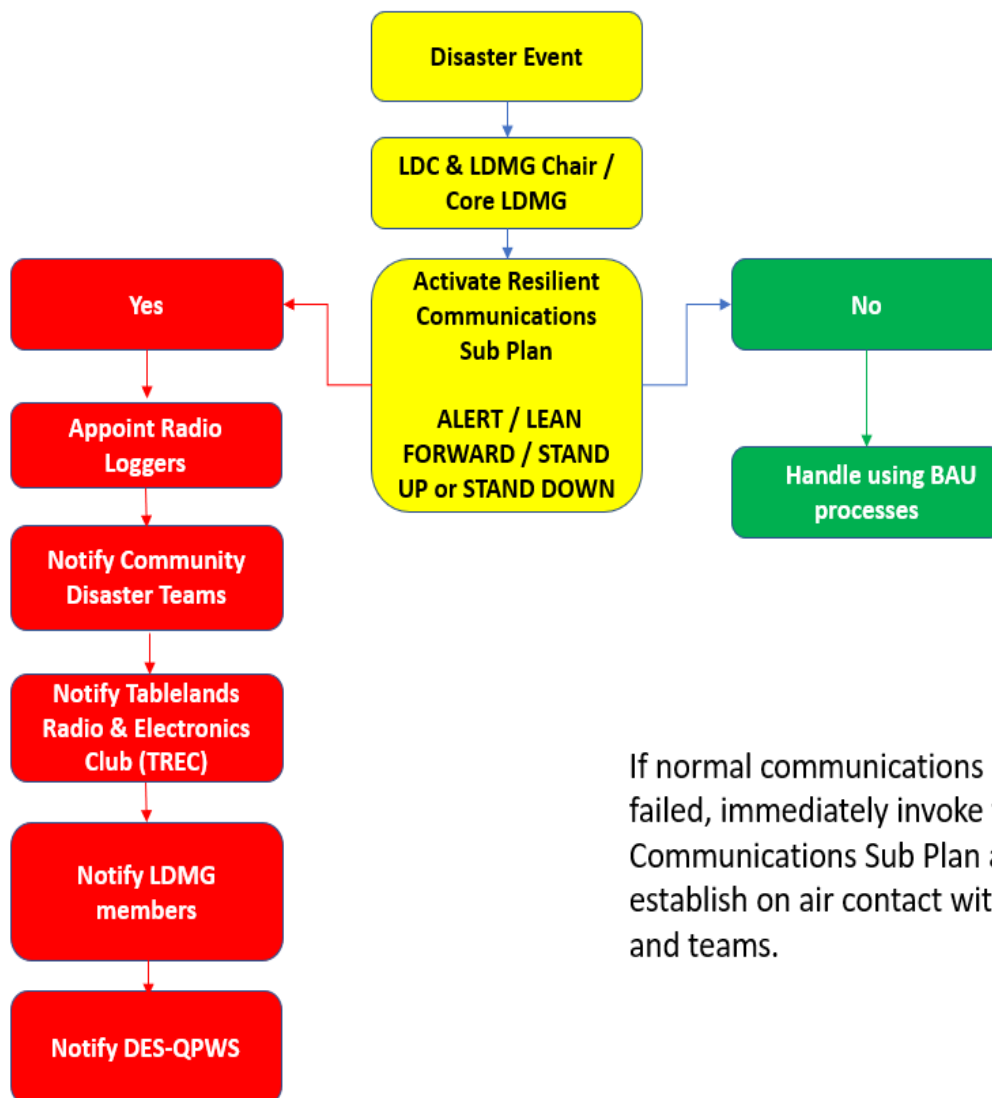 Disaster Event
LDC & LDMG Chair /
Core LDMG
Activate Resilient
Communications
Sub Plan
ALERT / LEAN
FORWARD / STAND
UP or STAND DOWN
Yes
No
Appoint Radio
Loggers
Handle using BAU
processes
Notify Community
Disaster Teams
Notify Tablelands
Radio & Electronics
Club (TREC)
Notify LDMG
members
Notify DES-QPWS
If normal communications
failed, immediately invoke
Communications Sub Plan
establish on air contact
and teams.